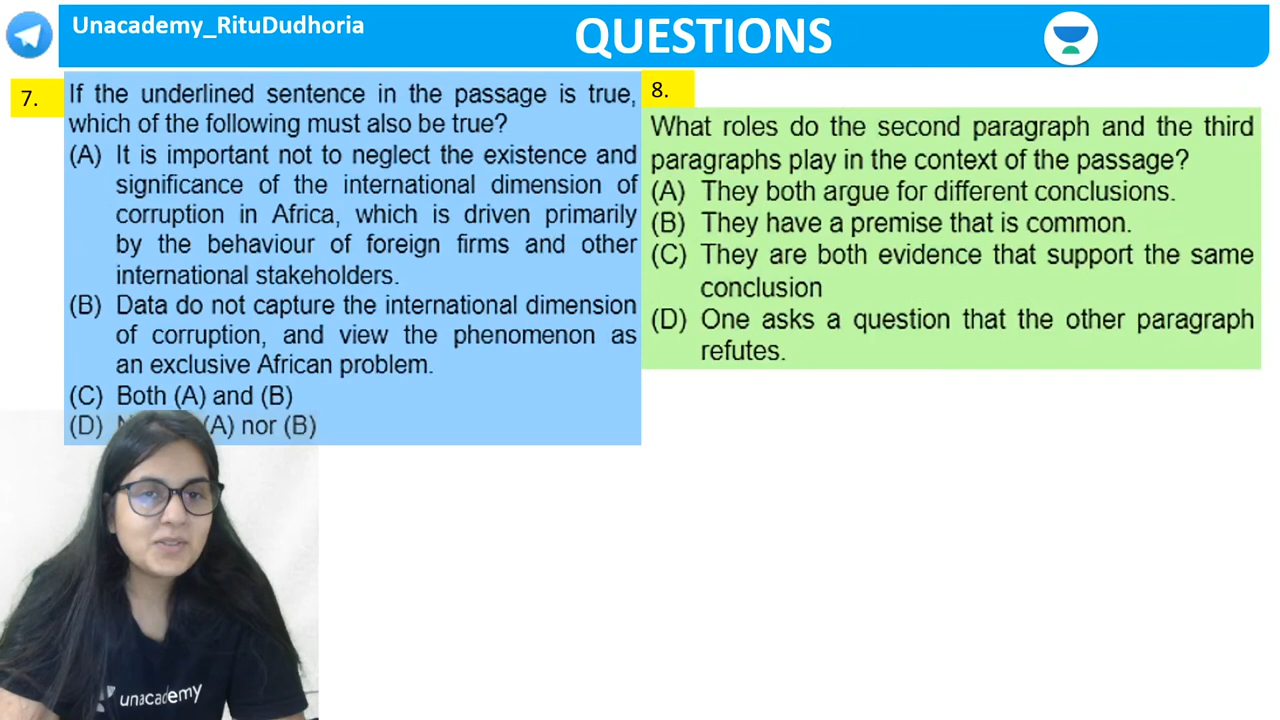 Unacademy_RituDudhoria
QUESTIONS
7.
If the underlined sentence in the passage is true,
which of the following must also be true?
(A) It is important not to neglect the existence and
significance of the international dimension of
corruption in Africa, which is driven primarily
by the behaviour of foreign firms and other
international stakeholders.
(B) Data do not capture the international dimension
of corruption, and view the phenomenon as
an exclusive African problem.
(C) Both (A) and (B)
(D) (A) nor (B)
8.
What roles do the second paragraph and the third
paragraphs play in the context of the passage?
(A) They both argue for different conclusions.
(B) They have a premise that is common.
(C) They are both evidence that support the same
conclusion
(D) One asks a question that the other paragraph
refutes.
unacademy